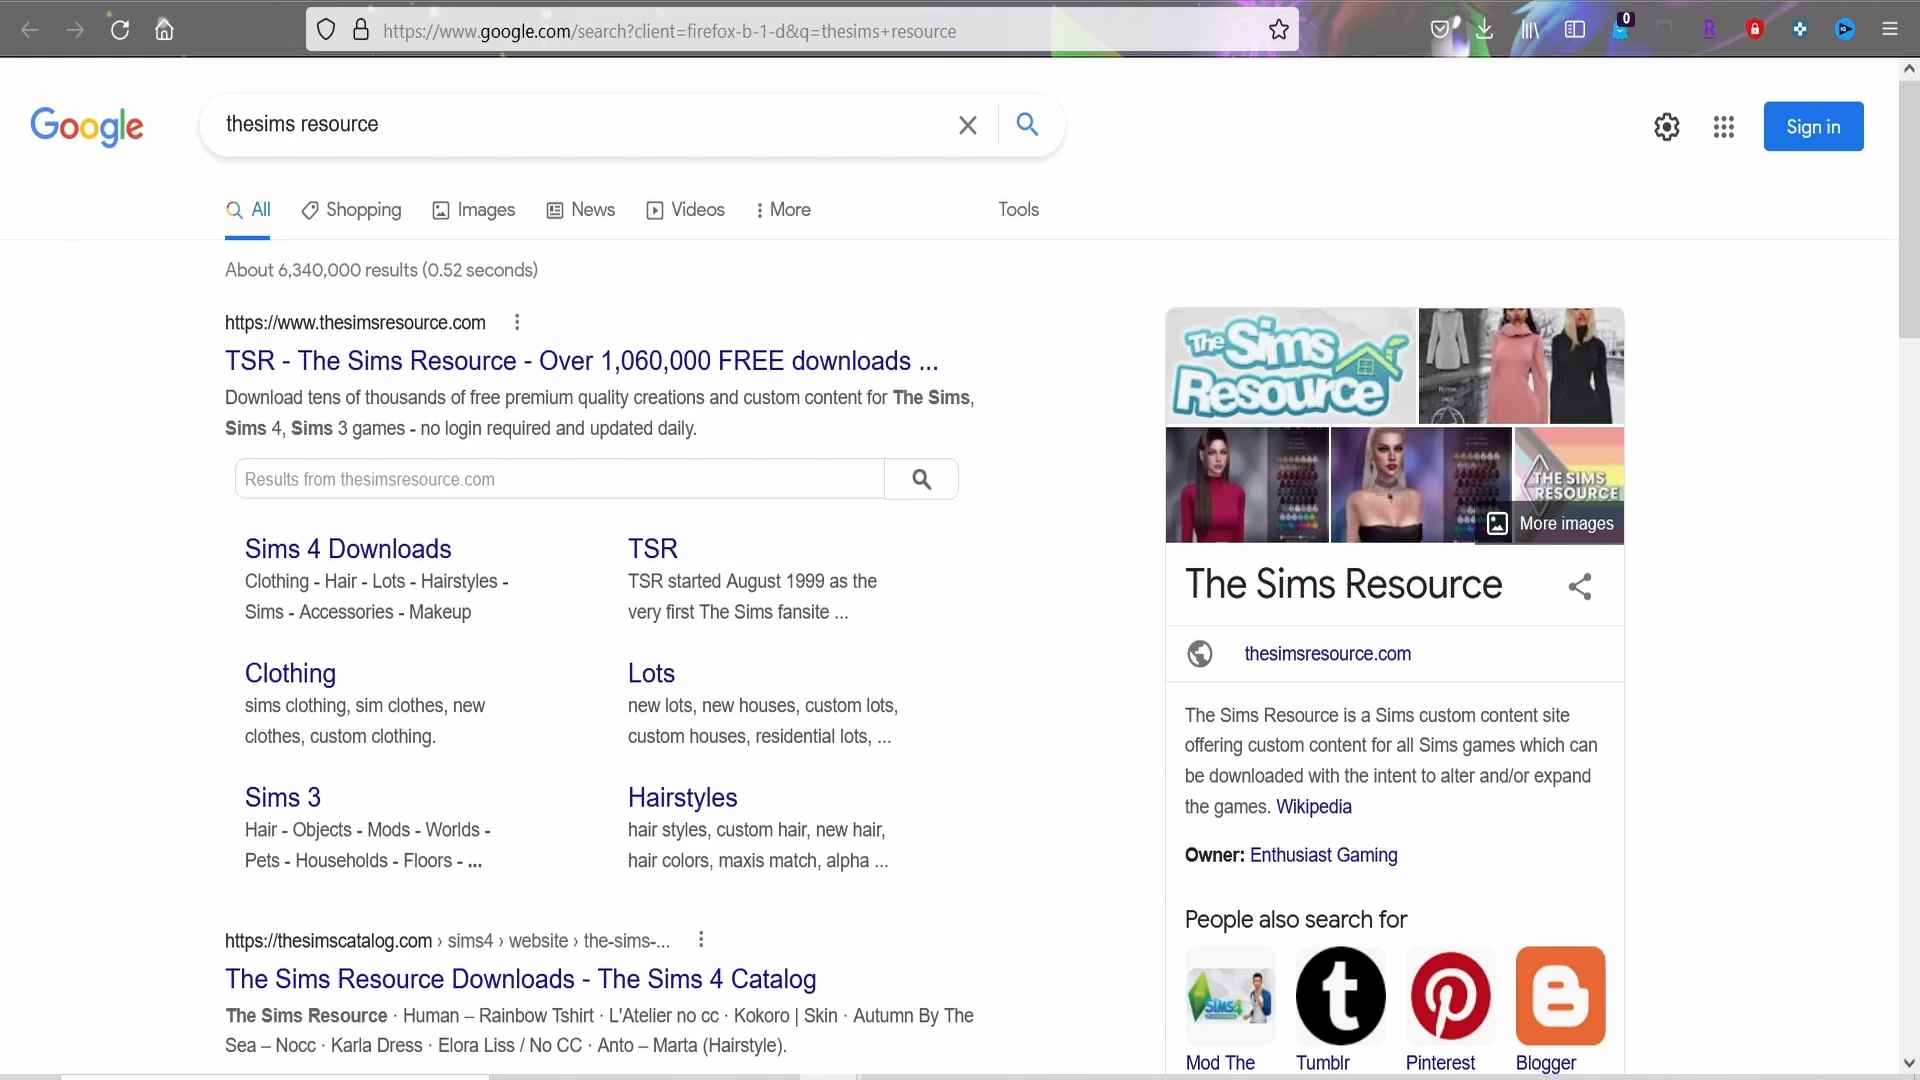 https://www.google.com/search?client=firefox-b-1-d&q=thesims+resource
0
R
Google
thesims resource
Sign in
All
Shopping
Images
News
Videos
More
Tools
About 6,340,000 results (0.52 seconds)
https://www.thesimsresource.com
TSR - The Sims Resource - Over 1,060,000 FREE downloads ...
Download tens of thousands of free premium quality creations and custom content for The Sims,
Sims 4, Sims 3 games - no login required and updated daily.
Results from thesimsresource.com
Sims 4 Downloads
Clothing - Hair - Lots - Hairstyles -
Sims - Accessories - Makeup
TSR
TSR started August 1999 as the
very first The Sims fansite ...
Clothing
sims clothing, sim clothes, new
clothes, custom clothing.
Lots
new lots, new houses, custom lots,
custom houses, residential lots, ...
Sims 3
Hair - Objects - Mods - Worlds -
Pets - Households - Floors - ...
Hairstyles
hair styles, custom hair, new hair,
hair colors, maxis match, alpha ...
https://thesimscatalog.com › sims4 › website › the-sims-...
The Sims Resource Downloads - The Sims 4 Catalog
The Sims Resource · Human – Rainbow Tshirt · L'Atelier no cc · Kokoro | Skin · Autumn By The
Sea – Nocc · Karla Dress · Elora Liss / No CC · Anto – Marta (Hairstyle).
The Sims
Resource
THE SIMS
RESOURCE
More images
The Sims Resource
thesimsresource.com
The Sims Resource is a Sims custom content site
offering custom content for all Sims games which can
be downloaded with the intent to alter and/or expand
the games. Wikipedia
Owner: Enthusiast Gaming
People also search for
Mod The
Tumblr
Pinterest
Blogger